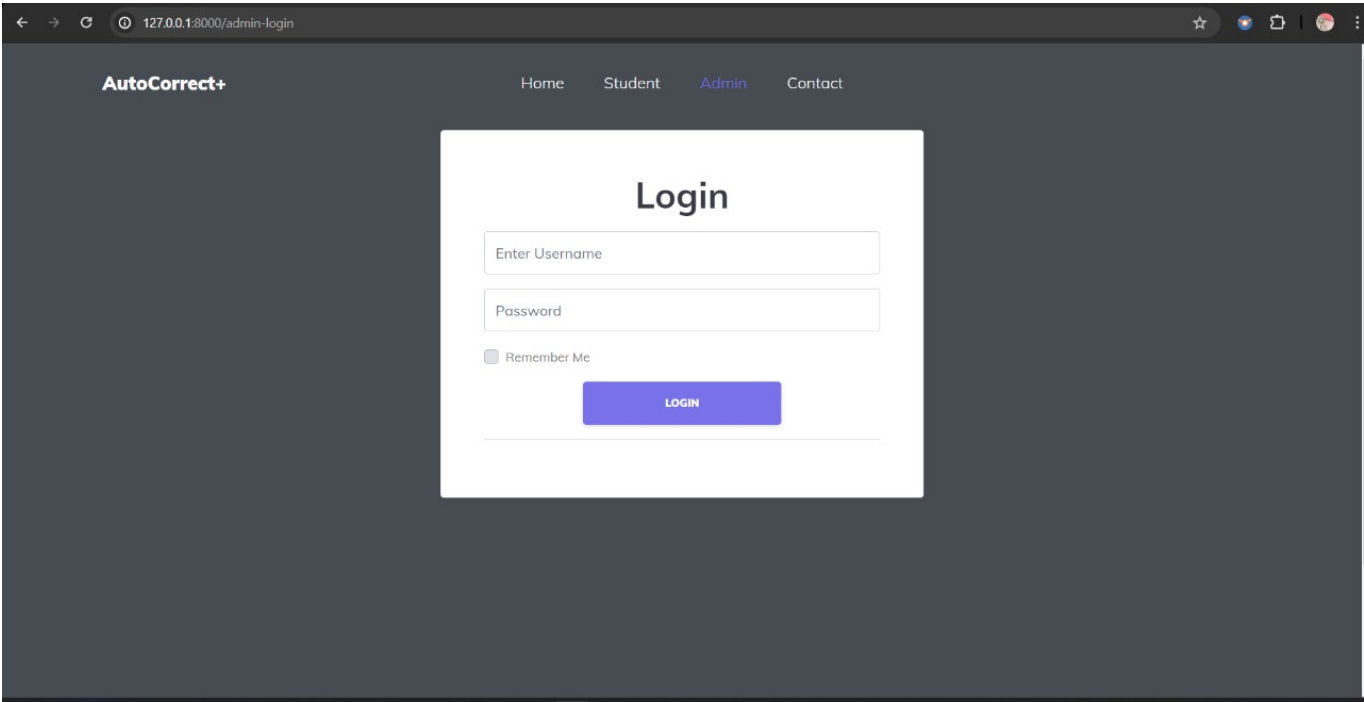 127.0.0.1:8000/admin-login
AutoCorrect+ Home Student Admin Contact
Login
Enter Username
Password
Remember Me
LOGIN